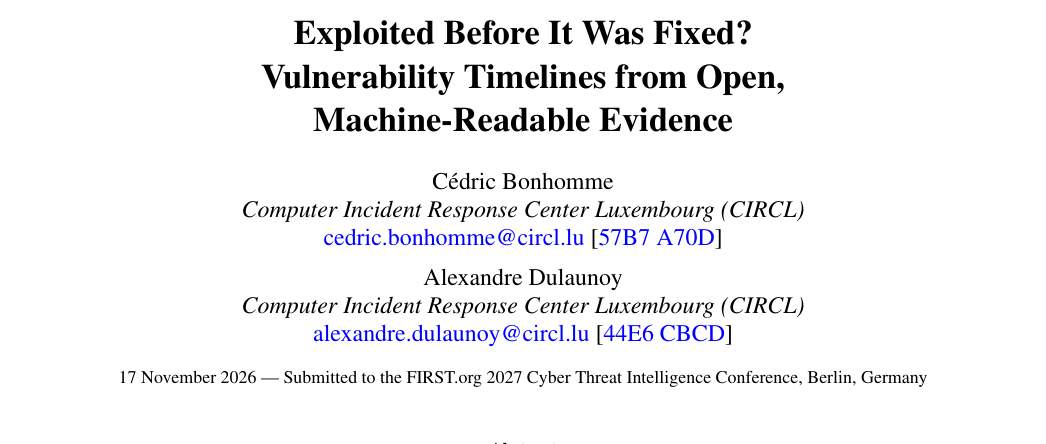 Exploited Before It Was Fixed?
Vulnerability Timelines from Open,
Machine-Readable Evidence
Cédric Bonhomme
Computer Incident Response Center Luxembourg (CIRCL)
cedric.bonhomme@circl.lu [57B7 A70D]
Alexandre Dulaunoy
Computer Incident Response Center Luxembourg (CIRCL)
alexandre.dulaunoy@circl.lu [44E6 CBCD]
17 November 2026 — Submitted to the FIRST.org 2027 Cyber Threat Intelligence Conference, Berlin, Germany